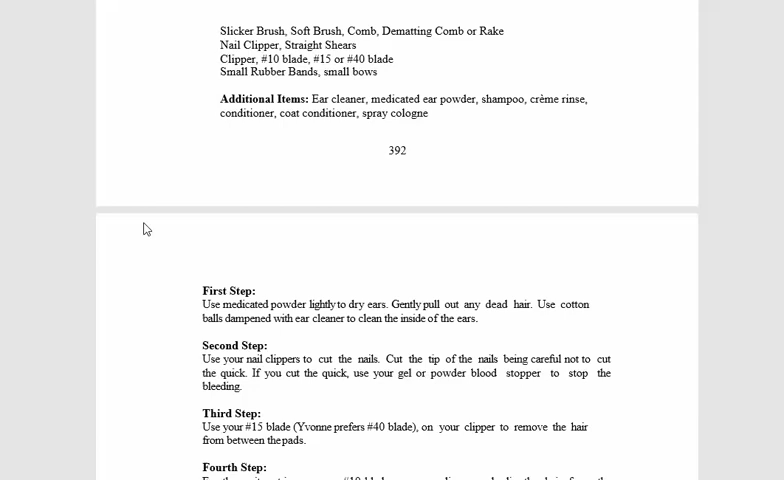 Slicker Brush, Soft Brush, Comb, Dematting Comb or Rake
Nail Clipper, Straight Shears
Clipper, #10 blade, #15 or #40 blade
Small Rubber Bands, small bows
Additional Items: Ear cleaner, medicated ear powder, shampoo, crème rinse,
conditioner, coat conditioner, spray cologne
392
First Step:
Use medicated powder lightly to dry ears. Gently pull out any dead hair. Use cotton
balls dampened with ear cleaner to clean the inside of the ears.
Second Step:
Use your nail clippers to cut the nails. Cut the tip of the nails being careful not to cut
the quick. If you cut the quick, use your gel or powder blood stopper to stop the
bleeding.
Third Step:
Use your #15 blade (Yvonne prefers #40 blade), on your clipper to remove the hair
from between the pads.
Fourth Step: